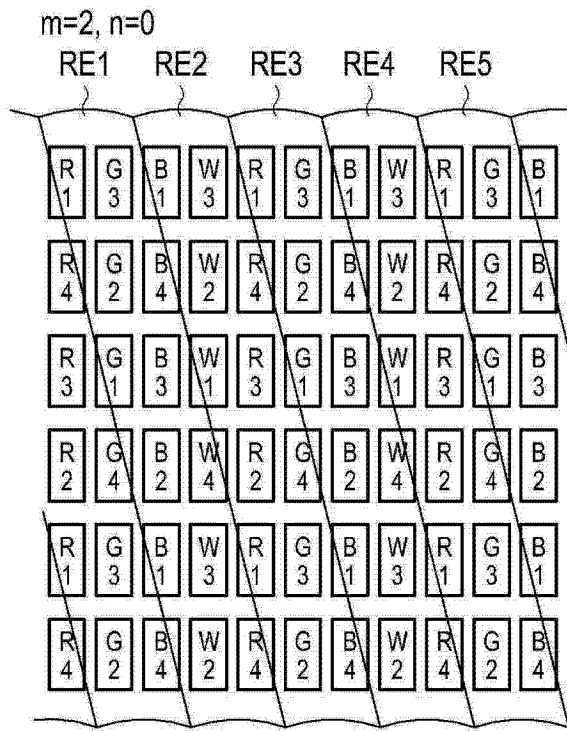 m=2, n=0
RE1 RE2 RE3 RE4 RE5
R G B W R G B W R G B
1 3 1 3 1 3 1 3 1 3 1
R G B W R G B W R G B
4 2 4 2 4 2 4 2 4 2 4
R G B W R G B W R G B
3 1 3 1 3 1 3 1 3 1 3
R G B W R G B W R G B
2 4 2 4 2 4 2 4 2 4 2
R G B W R G B W R G B
1 3 1 3 1 3 1 3 1 3 1
R G B W R G B W R G B
4 2 4 2 4 2 4 2 4 2 4